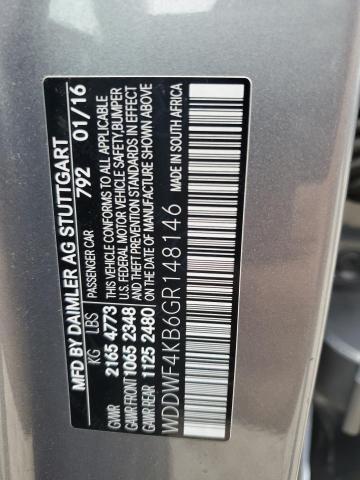 MFD BY DAIMLER AG STUTTGART
PASSENGER CAR 792 01/16
KG LBS
GVWR 2165 4773
GAWR FRONT 1065 2348
GAWR 1125 2480
THIS VEHICLE CONFORMS TO ALL APPLICABLE
U.S. FEDERAL MOTOR VEHICLE SAFETY, BUMPER
AND THEFT PREVENTION STANDARDS IN EFFECT
ON THE DATE OF MANUFACTURE SHOWN ABOVE
WDDWF4KB6GR148146
MADE IN SOUTH AFRICA